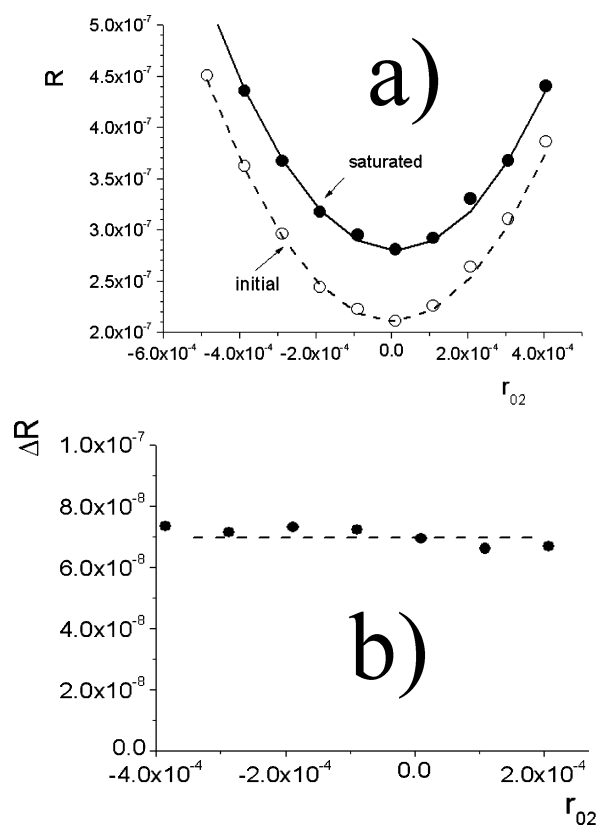 5.0x10⁻⁷
R
4.5x10⁻⁷
a)
4.0x10⁻⁷
3.5x10⁻⁷
saturated
3.0x10⁻⁷
2.5x10⁻⁷
initial
2.0x10⁻⁷
-6.0x10⁻⁴ -4.0x10⁻⁴ -2.0x10⁻⁴ 0.0 2.0x10⁻⁴ 4.0x10⁻⁴
r₀₂
ΔR
1.0x10⁻⁷
8.0x10⁻⁸
6.0x10⁻⁸
4.0x10⁻⁸
b)
2.0x10⁻⁸
0.0
-4.0x10⁻⁴ -2.0x10⁻⁴ 0.0 2.0x10⁻⁴
r₀₂